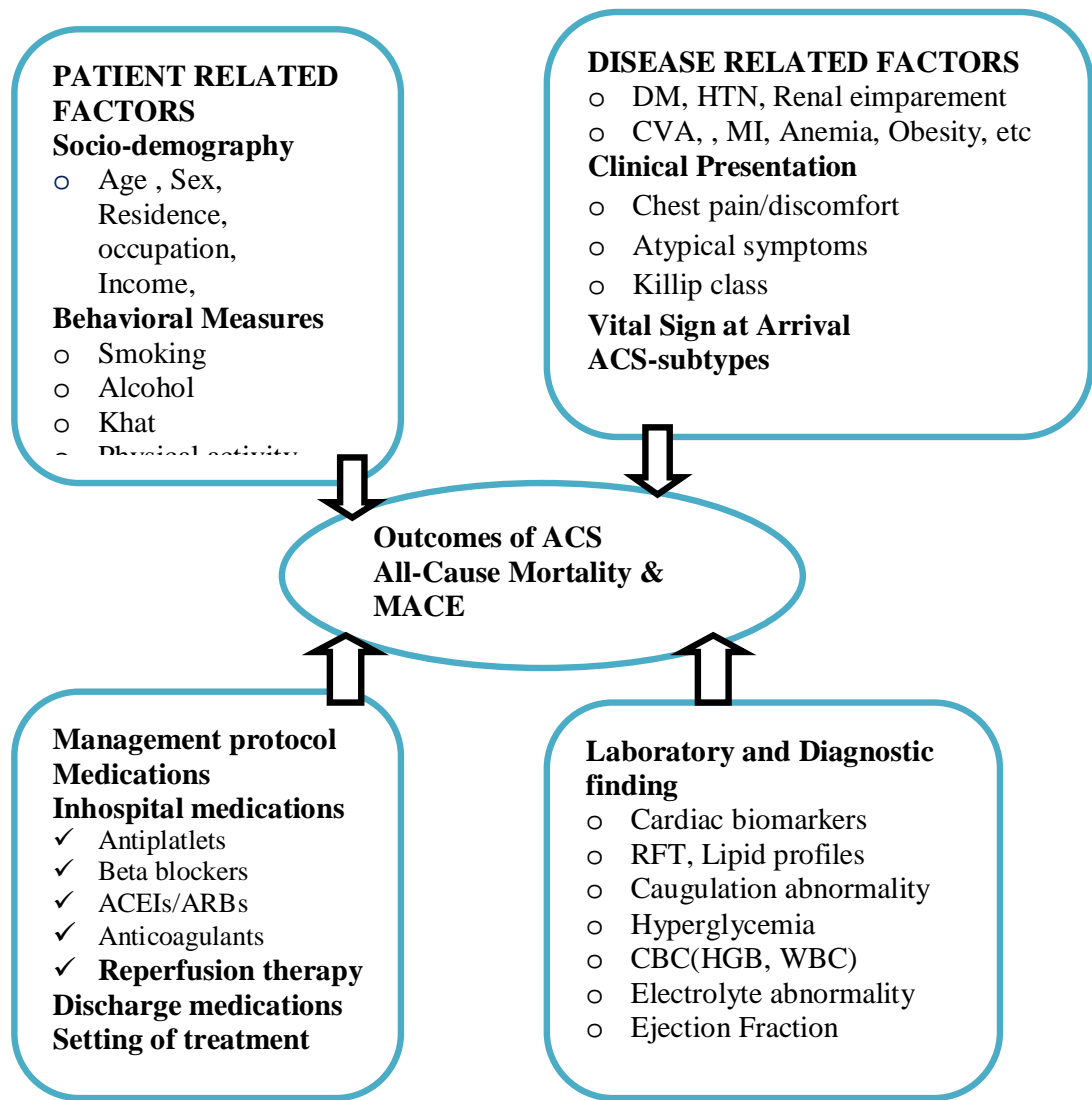 PATIENT RELATED
FACTORS
Socio-demography
o Age , Sex,
Residence,
occupation,
Income,
Behavioral Measures
o Smoking
o Alcohol
o Khat
o Physical activity
DISEASE RELATED FACTORS
o DM, HTN, Renal eimparement
o CVA, , MI, Anemia, Obesity, etc
Clinical Presentation
o Chest pain/discomfort
o Atypical symptoms
o Killip class
Vital Sign at Arrival
ACS-subtypes
Outcomes of ACS
All-Cause Mortality &
MACE
Management protocol
Medications
Inhospital medications
✓ Antiplatlets
✓ Beta blockers
✓ ACEIs/ARBs
✓ Anticoagulants
✓ Reperfusion therapy
Discharge medications
Setting of treatment
Laboratory and Diagnostic
finding
o Cardiac biomarkers
o RFT, Lipid profiles
o Caugulation abnormality
o Hyperglycemia
o CBC(HGB, WBC)
o Electrolyte abnormality
o Ejection Fraction